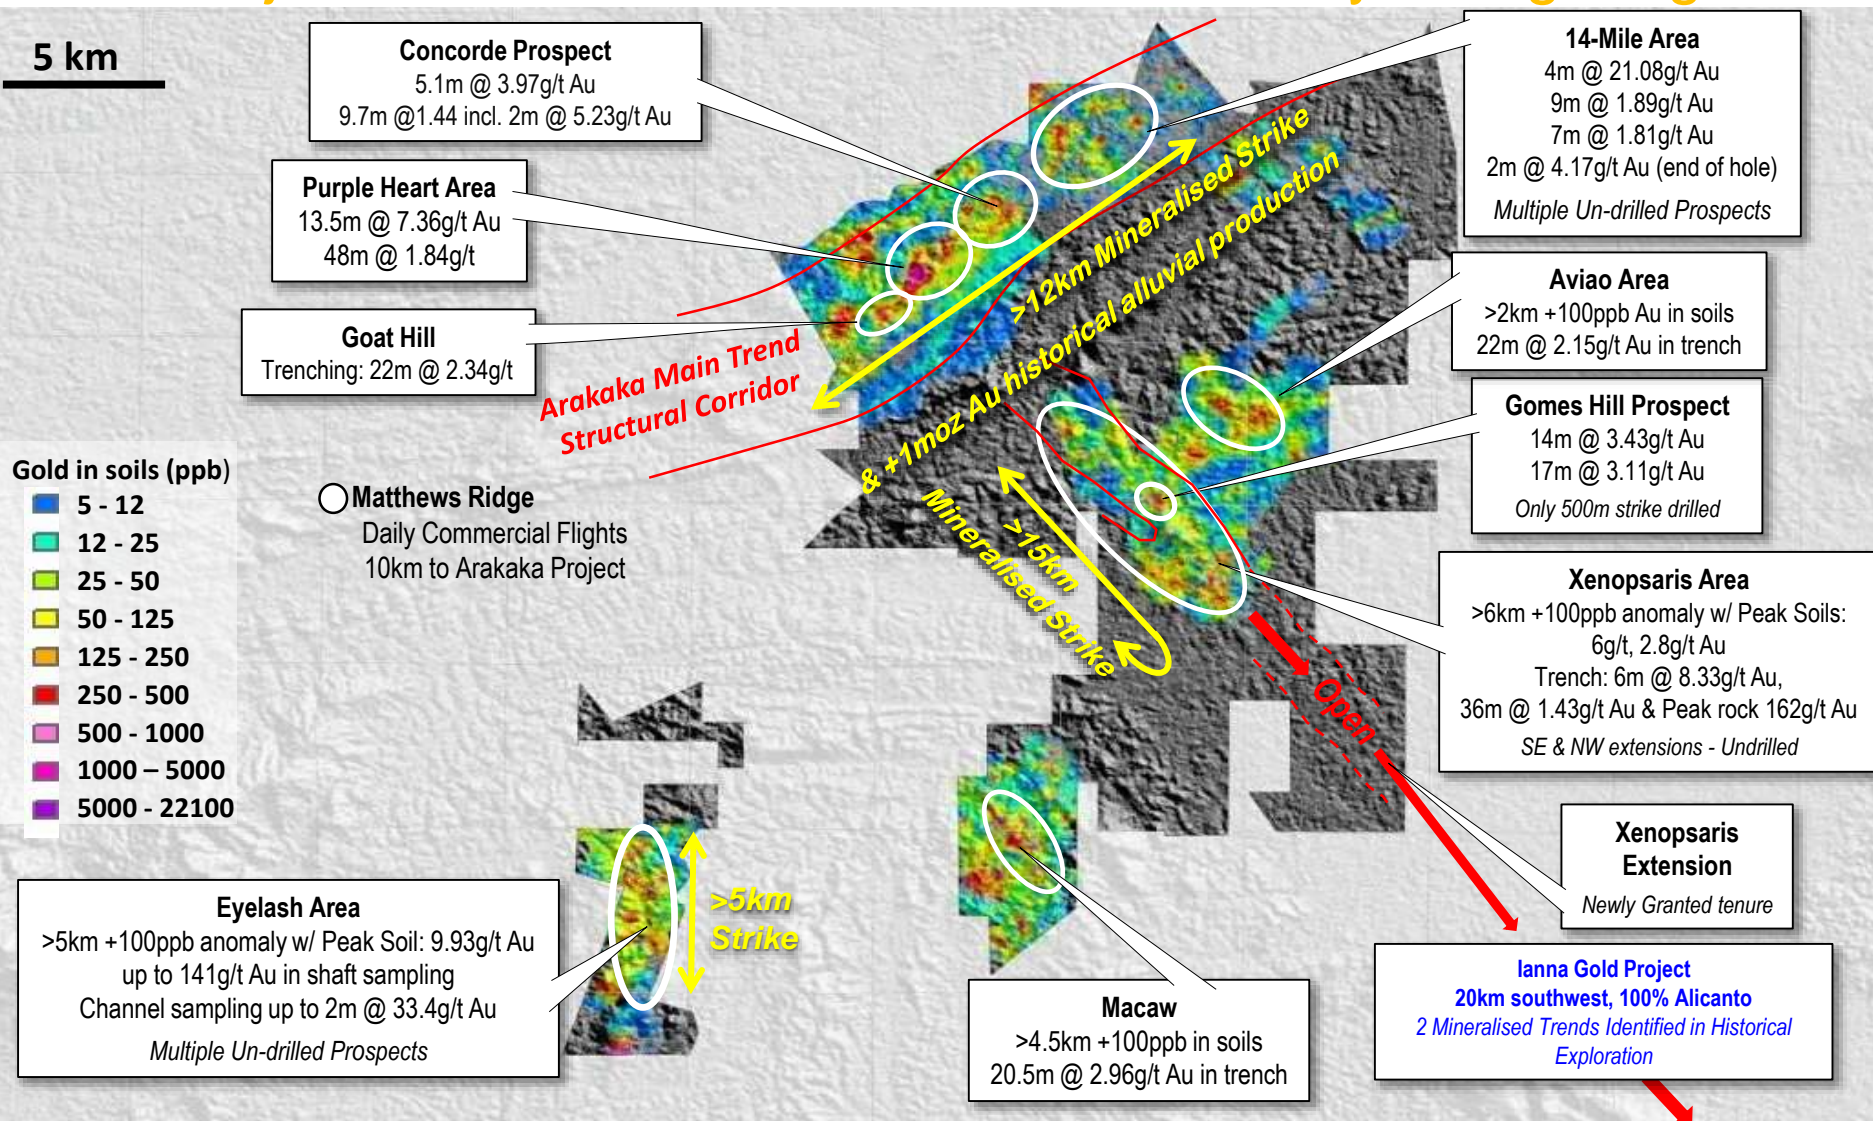 5 km
Concorde Prospect
5.1m @ 3.97g/t Au
9.7m @1.44 incl. 2m @ 5.23g/t Au
14-Mile Area
4m @ 21.08g/t Au
9m @ 1.89g/t Au
7m @ 1.81g/t Au
2m @ 4.17g/t Au (end of hole)
Multiple Un-drilled Prospects
Purple Heart Area
13.5m @ 7.36g/t Au
48m @ 1.84g/t
Goat Hill
Trenching: 22m @ 2.34g/t
Arakaka Main Trend
Structural Corridor
>12km Mineralised Strike
& +1moz Au historical alluvial production
Aviao Area
>2km +100ppb Au in soils
22m @ 2.15g/t Au in trench
Gomes Hill Prospect
14m @ 3.43g/t Au
17m @ 3.11g/t Au
Only 500m strike drilled
Gold in soils (ppb)
5 - 12
12 - 25
25 - 50
50 - 125
125 - 250
250 - 500
500 - 1000
1000 – 5000
5000 - 22100
Matthews Ridge
Daily Commercial Flights
10km to Arakaka Project
>15km
Mineralised Strike
Mineralised Strike
Xenopsaris Area
>6km +100ppb anomaly w/ Peak Soils:
6g/t, 2.8g/t Au
Trench: 6m @ 8.33g/t Au,
36m @ 1.43g/t Au & Peak rock 162g/t Au
SE & NW extensions - Undrilled
Open
Xenopsaris
Extension
Newly Granted tenure
Eyelash Area
>5km +100ppb anomaly w/ Peak Soil: 9.93g/t Au
up to 141g/t Au in shaft sampling
Channel sampling up to 2m @ 33.4g/t Au
Multiple Un-drilled Prospects
>5km
Strike
Macaw
>4.5km +100ppb in soils
20.5m @ 2.96g/t Au in trench
Ianna Gold Project
20km southwest, 100% Alicanto
2 Mineralised Trends Identified in Historical
Exploration